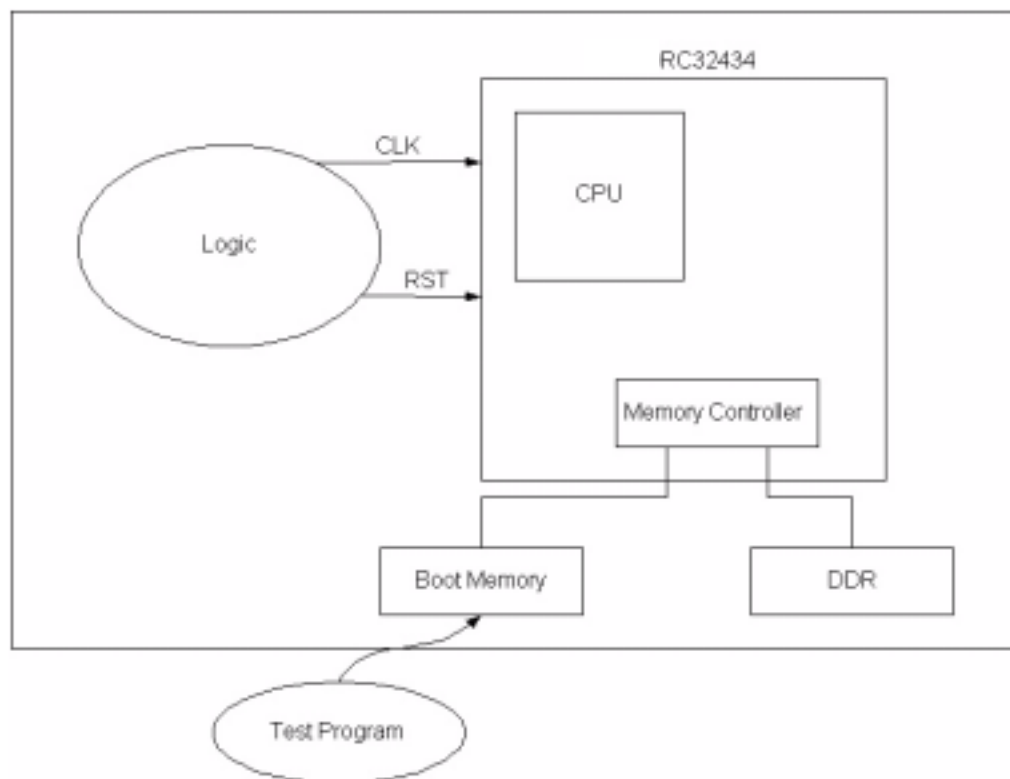 RC32434
CLK
CPU
Logic
RST
Memory Controller
Boot Memory
DDR
Test Program